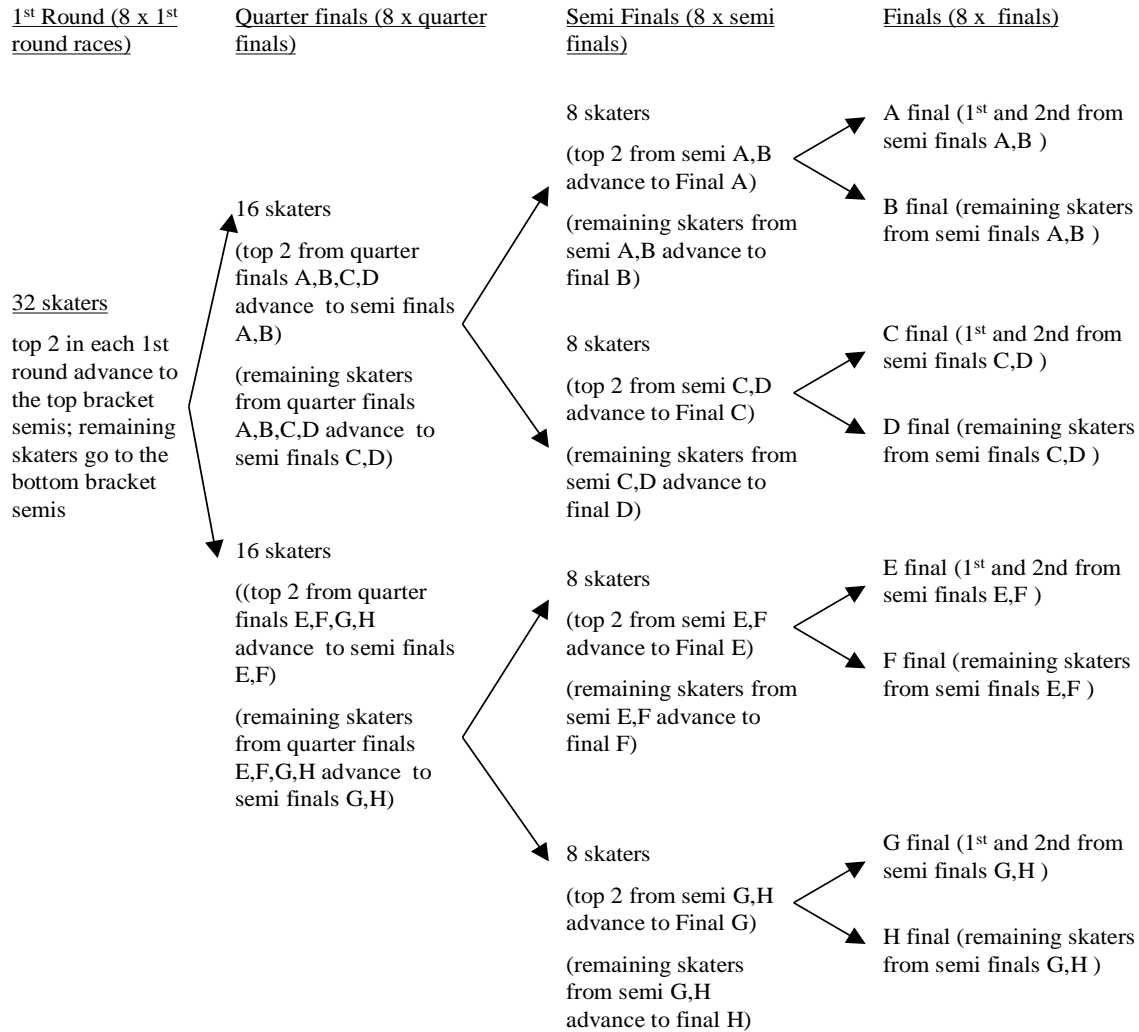 1st Round (8 x 1st
round races)
32 skaters
top 2 in each 1st
round advance to
the top bracket
semis; remaining
skaters go to the
bottom bracket
semis
Quarter finals (8 x quarter
finals)
16 skaters
(top 2 from quarter
finals A,B,C,D
advance to semi finals
A,B)
(remaining skaters
from quarter finals
A,B,C,D advance to
semi finals C,D)
16 skaters
((top 2 from quarter
finals E,F,G,H
advance to semi finals
E,F)
(remaining skaters
from quarter finals
E,F,G,H advance to
semi finals G,H)
Semi Finals (8 x semi
finals)
8 skaters
(top 2 from semi A,B
advance to Final A)
(remaining skaters from
semi A,B advance to
final B)
8 skaters
(top 2 from semi C,D
advance to Final C)
(remaining skaters from
semi C,D advance to
final D)
8 skaters
(top 2 from semi E,F
advance to Final E)
(remaining skaters from
semi E,F advance to
final F)
8 skaters
(top 2 from semi G,H
advance to Final G)
(remaining skaters
from semi G,H
advance to final H)
Finals (8 x finals)
A final (1st and 2nd from
semi finals A,B )
B final (remaining skaters
from semi finals A,B )
C final (1st and 2nd from
semi finals C,D )
D final (remaining skaters
from semi finals C,D )
E final (1st and 2nd from
semi finals E,F )
F final (remaining skaters
from semi finals E,F )
G final (1st and 2nd from
semi finals G,H )
H final (remaining skaters
from semi finals G,H )